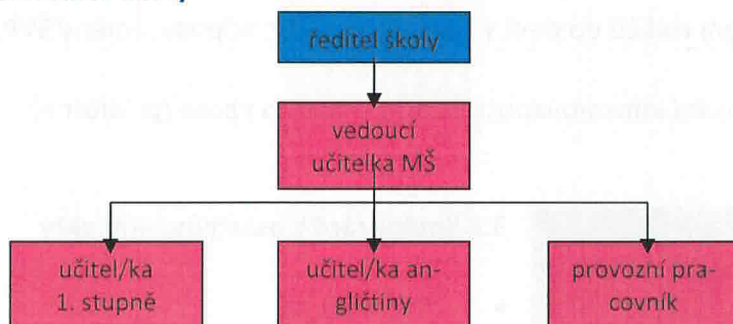 ředitel školy
vedoucí
učitelka MŠ
učitel/ka
1. stupně
učitel/ka an-
gličtiny
provozní pra-
covník